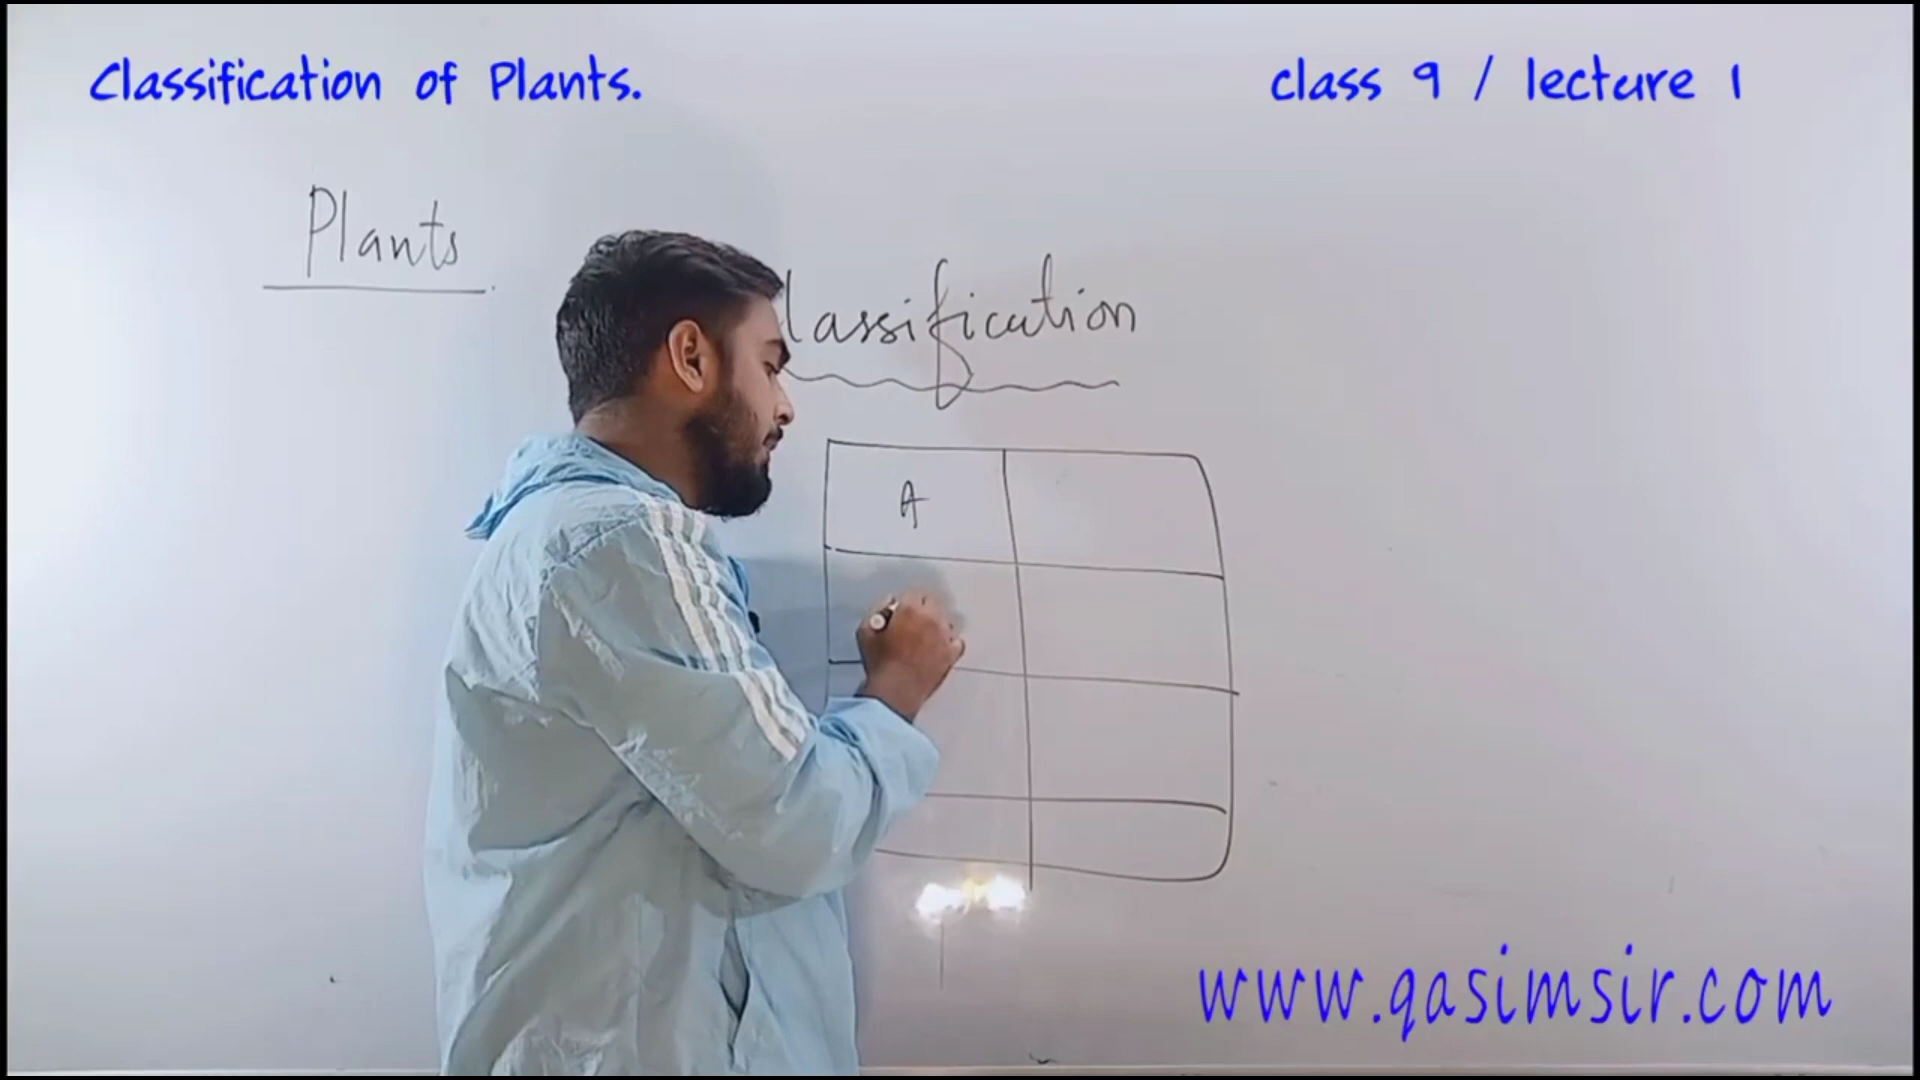 Classification of Plants.
class 9 / lecture 1
Plants
lassification
A
www.qasimsir.com